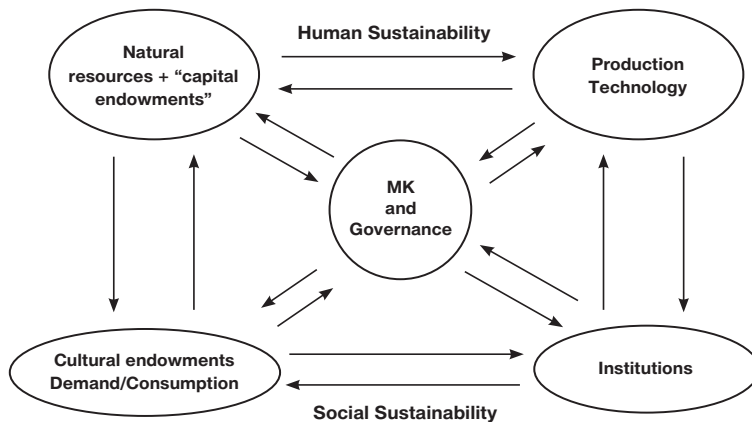 Human Sustainability
Natural
resources + “capital
endowments”
Production
Technology
MK
and
Governance
Cultural endowments
Demand/Consumption
Institutions
Social Sustainability